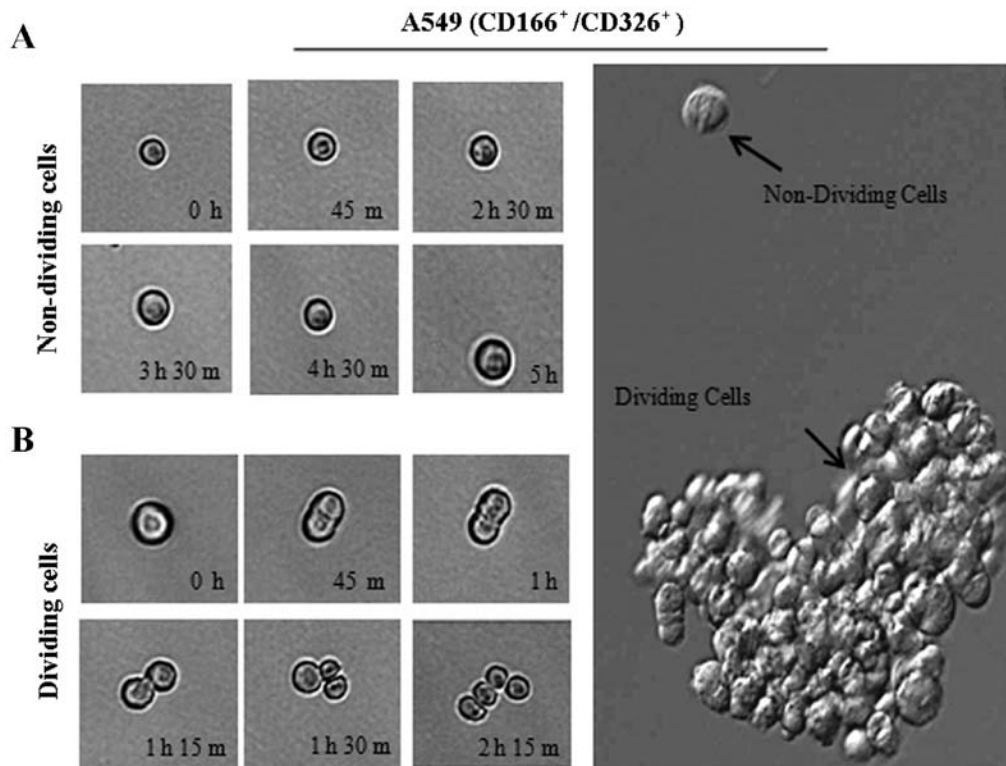 A549 (CD166⁺/CD326⁺)
A
Non-dividing cells
0 h
45 m
2 h 30 m
3 h 30 m
4 h 30 m
5 h
B
Dividing cells
0 h
45 m
1 h
1 h 15 m
1 h 30 m
2 h 15 m
Non-Dividing Cells
Dividing Cells